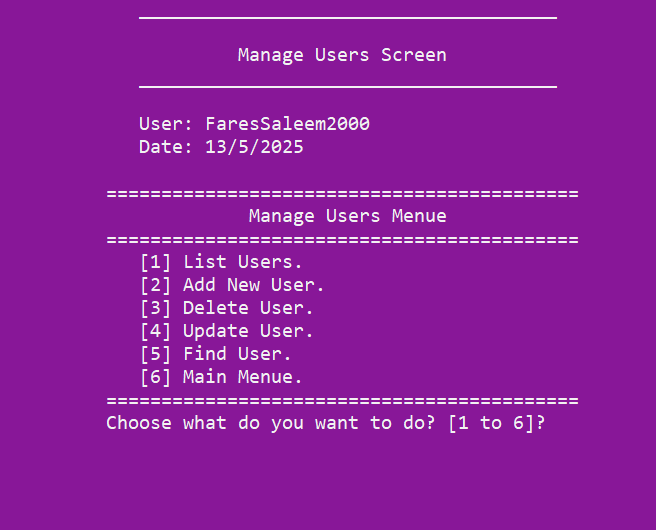 Manage Users Screen
User: FaresSaleem2000
Date: 13/5/2025
===========================================
Manage Users Menue
===========================================
[1] List Users.
[2] Add New User.
[3] Delete User.
[4] Update User.
[5] Find User.
[6] Main Menue.
===========================================
Choose what do you want to do? [1 to 6]?